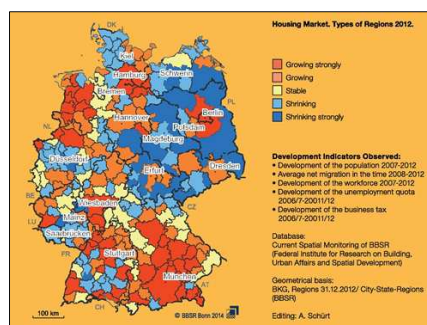 Housing Market. Types of Regions 2012.
Growing strongly
Growing
Stable
Shrinking
Shrinking strongly
DK
Kiel
Schwerin
Hamburg
Bremen
PL
Berlin
Hannover
Potsdam
NL
Magdeburg
Düsseldorf
Erfurt
Dresden
BE
Wiesbaden
CZ
LU
Mainz
Saarbrücken
FR
Stuttgart
München
AT
CH
100 km
© BBSR Bonn 2014
Development Indicators Observed:
• Development of the population 2007-2012
• Average net migration in the time 2008-2012
• Development of the workforce 2007-2012
• Development of the unemployment quota
2006/7-20011/12
• Development of the business tax
2006/7-20011/12
Database:
Current Spatial Monitoring of BBSR
(Federal Institute for Research on Building,
Urban Affairs and Spatial Development)
Geometrical basis:
BKG, Regions 31.12.2012/ City-State-Regions
(BBSR)
Editing: A. Schürt